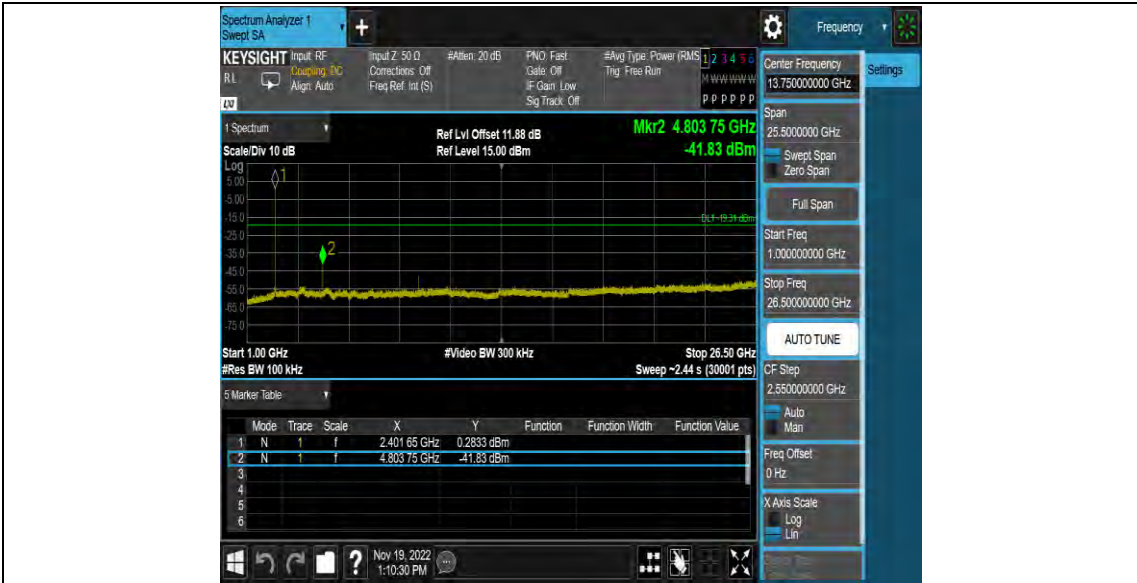 Spectrum Analyzer 1
Swept SA
+
Frequency
KEYSIGHT
R L
LXI
Input: RF
Coupling: DC
Align: Auto
Input Z: 50 Ω
Corrections: Off
Freq Ref: Int (S)
#Atten: 20 dB
PNO: Fast
Gate: Off
IF Gain: Low
Sig Track: Off
#Avg Type: Power (RMS
Trig: Free Run
1 2 3 4 5 6
M W W W W W
P P P P P P
1 Spectrum
Scale/Div 10 dB
Ref Lvl Offset 11.88 dB
Ref Level 15.00 dBm
Mkr2 4.803 75 GHz
-41.83 dBm
Log
5.00
-5.00
-15.0
-25.0
-35.0
-45.0
-55.0
-65.0
-75.0
1
2
DL1 -19.31 dBm
Start 1.00 GHz
#Res BW 100 kHz
#Video BW 300 kHz
Stop 26.50 GHz
Sweep ~2.44 s (30001 pts)
5 Marker Table
Mode Trace Scale X Y Function Function Width Function Value
1 N 1 f 2.401 65 GHz 0.2833 dBm
2 N 1 f 4.803 75 GHz -41.83 dBm
3
4
5
6
Nov 19, 2022
1:10:30 PM
Center Frequency
13.750000000 GHz
Settings
Span
25.5000000 GHz
Swept Span
Zero Span
Full Span
Start Freq
1.000000000 GHz
Stop Freq
26.500000000 GHz
AUTO TUNE
CF Step
2.550000000 GHz
Auto
Man
Freq Offset
0 Hz
X Axis Scale
Log
Lin